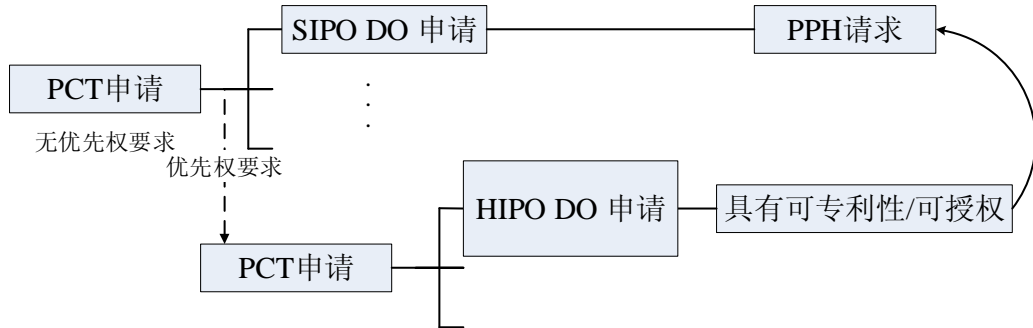 SIPO DO 申请
PPH请求
PCT申请
无优先权要求
优先权要求
HIPO DO 申请
具有可专利性/可授权
PCT申请